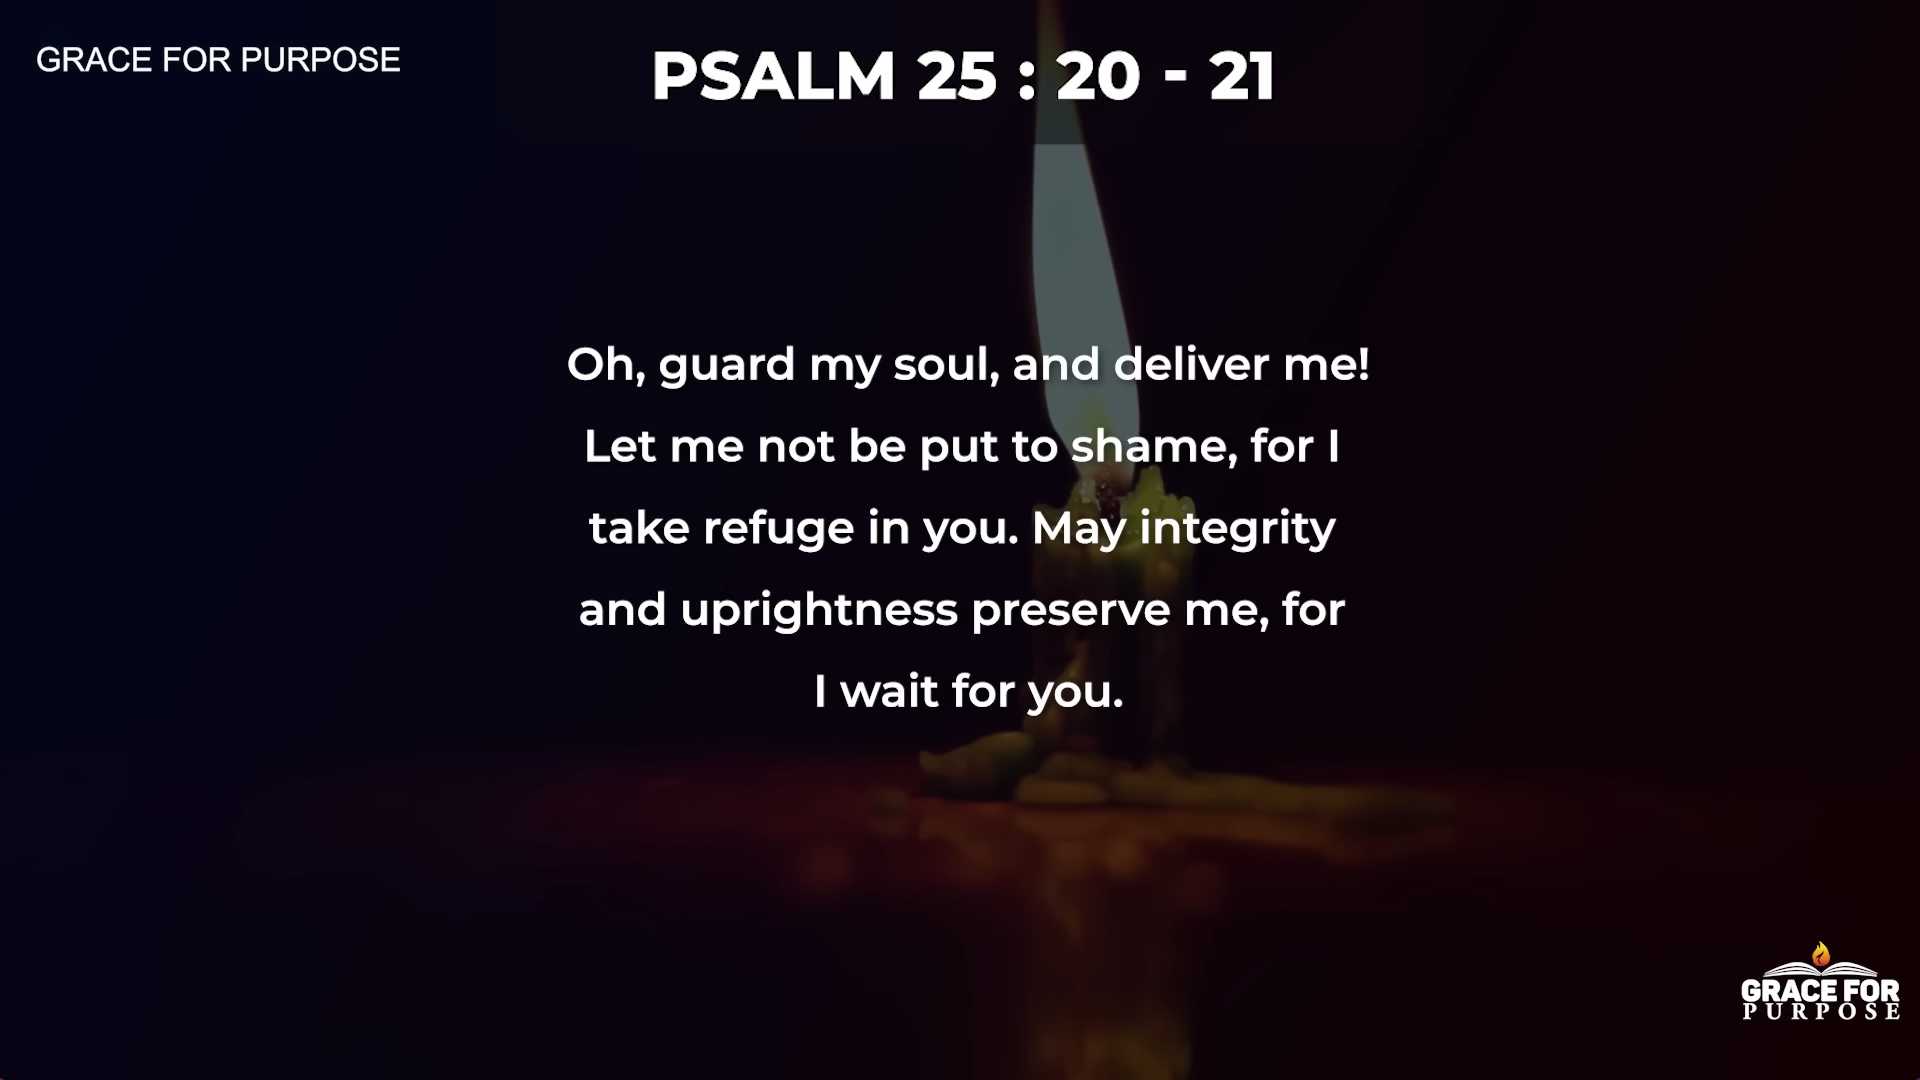 GRACE FOR PURPOSE
PSALM 25 : 20 - 21
Oh, guard my soul, and deliver me!
Let me not be put to shame, for I
take refuge in you. May integrity
and uprightness preserve me, for
I wait for you.
GRACE FOR
PURPOSE